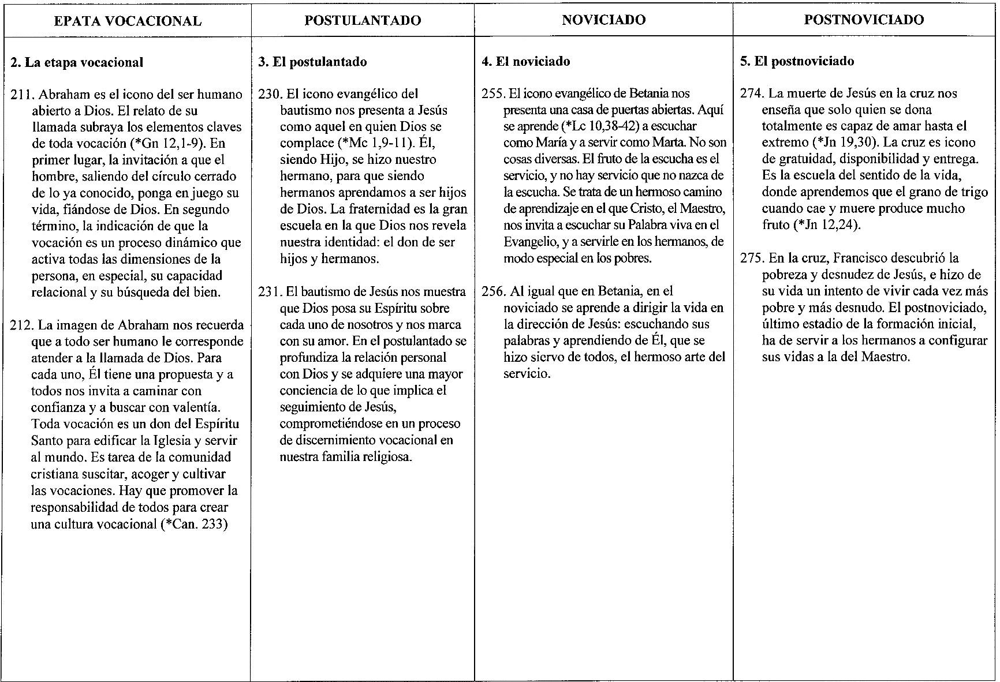 EPATA VOCACIONAL
2. La etapa vocacional
211. Abraham es el icono del ser humano
abierto a Dios. El relato de su
llamada subraya los elementos claves
de toda vocación (*Gn 12,1-9). En
primer lugar, la invitación a que el
hombre, saliendo del círculo cerrado
de lo ya conocido, ponga en juego su
vida, fiándose de Dios. En segundo
término, la indicación de que la
vocación es un proceso dinámico que
activa todas las dimensiones de la
persona, en especial, su capacidad
relacional y su búsqueda del bien.
212. La imagen de Abraham nos recuerda
que a todo ser humano le corresponde
atender a la llamada de Dios. Para
cada uno, Él tiene una propuesta y a
todos nos invita a caminar con
confianza y a buscar con valentía.
Toda vocación es un don del Espíritu
Santo para edificar la Iglesia y servir
al mundo. Es tarea de la comunidad
cristiana suscitar, acoger y cultivar
las vocaciones. Hay que promover la
responsabilidad de todos para crear
una cultura vocacional (*Can. 233)
POSTULANTADO
3. El postulantado
230. El icono evangélico del
bautismo nos presenta a Jesús
como aquel en quien Dios se
complace (*Mc 1,9-11). Él,
siendo Hijo, se hizo nuestro
hermano, para que siendo
hermanos aprendamos a ser hijos
de Dios. La fraternidad es la gran
escuela en la que Dios nos revela
nuestra identidad: el don de ser
hijos y hermanos.
231. El bautismo de Jesús nos muestra
que Dios posa su Espíritu sobre
cada uno de nosotros y nos marca
con su amor. En el postulantado se
profundiza la relación personal
con Dios y se adquiere una mayor
conciencia de lo que implica el
seguimiento de Jesús,
comprometiéndose en un proceso
de discernimiento vocacional en
nuestra familia religiosa.
NOVICIADO
4. El noviciado
255. El icono evangélico de Betania nos
presenta una casa de puertas abiertas. Aquí
se aprende (*Lc 10,38-42) a escuchar
como María y a servir como Marta. No son
cosas diversas. El fruto de la escucha es el
servicio, y no hay servicio que no nazca de
la escucha. Se trata de un hermoso camino
de aprendizaje en el que Cristo, el Maestro,
nos invita a escuchar su Palabra viva en el
Evangelio, y a servirle en los hermanos, de
modo especial en los pobres.
256. Al igual que en Betania, en el
noviciado se aprende a dirigir la vida en
la dirección de Jesús: escuchando sus
palabras y aprendiendo de Él, que se
hizo siervo de todos, el hermoso arte del
servicio.
POSTNOVICIADO
5. El postnoviciado
274. La muerte de Jesús en la cruz nos
enseña que solo quien se dona
totalmente es capaz de amar hasta el
extremo (*Jn 19,30). La cruz es icono
de gratuidad, disponibilidad y entrega.
Es la escuela del sentido de la vida,
donde aprendemos que el grano de trigo
cuando cae y muere produce mucho
fruto (*Jn 12,24).
275. En la cruz, Francisco descubrió la
pobreza y desnudez de Jesús, e hizo de
su vida un intento de vivir cada vez más
pobre y más desnudo. El postnoviciado,
último estadio de la formación inicial,
ha de servir a los hermanos a configurar
sus vidas a la del Maestro.